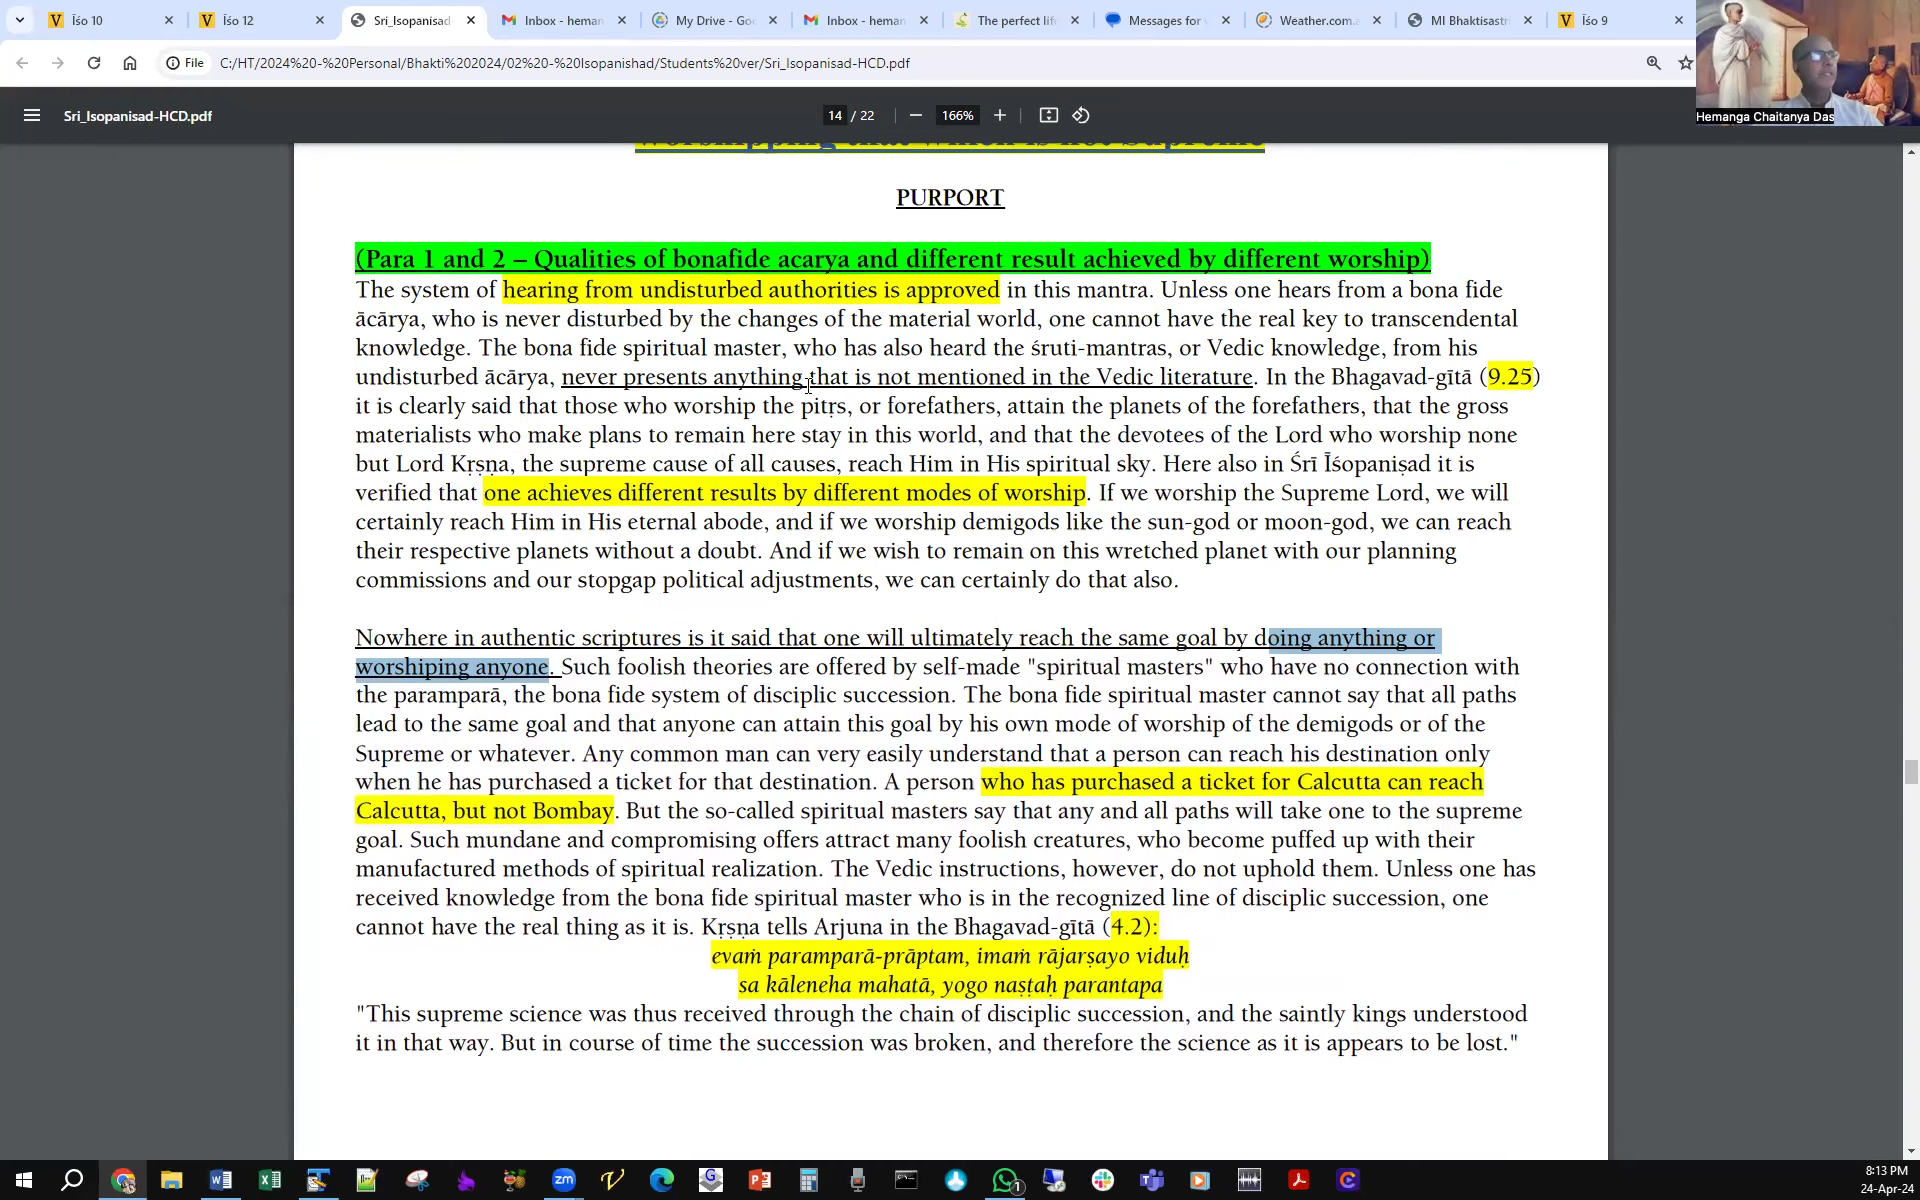 Īso 10
Īso 12
Sri_Isopanisad-
Inbox - heman
My Drive - Goo
Inbox - heman
The perfect life
Messages for
Weather.com.a
MI Bhaktisastr
Īso 9
File
C:/HT/2024%20-%20Personal/Bhakti%202024/02%20-%20Isopanishad/Students%20ver/Sri_Isopanisad-HCD.pdf
Sri_Isopanisad-HCD.pdf
14 / 22
166%
Hemanga Chaitanya Das
Worshipping that which is not Supreme
PURPORT
(Para 1 and 2 – Qualities of bonafide acarya and different result achieved by different worship)
The system of hearing from undisturbed authorities is approved in this mantra. Unless one hears from a bona fide
ācārya, who is never disturbed by the changes of the material world, one cannot have the real key to transcendental
knowledge. The bona fide spiritual master, who has also heard the śruti-mantras, or Vedic knowledge, from his
undisturbed ācārya, never presents anything that is not mentioned in the Vedic literature. In the Bhagavad-gītā (9.25)
it is clearly said that those who worship the pitṛs, or forefathers, attain the planets of the forefathers, that the gross
materialists who make plans to remain here stay in this world, and that the devotees of the Lord who worship none
but Lord Kṛṣṇa, the supreme cause of all causes, reach Him in His spiritual sky. Here also in Śrī Īśopaniṣad it is
verified that one achieves different results by different modes of worship. If we worship the Supreme Lord, we will
certainly reach Him in His eternal abode, and if we worship demigods like the sun-god or moon-god, we can reach
their respective planets without a doubt. And if we wish to remain on this wretched planet with our planning
commissions and our stopgap political adjustments, we can certainly do that also.
Nowhere in authentic scriptures is it said that one will ultimately reach the same goal by doing anything or
worshiping anyone. Such foolish theories are offered by self-made "spiritual masters" who have no connection with
the paramparā, the bona fide system of disciplic succession. The bona fide spiritual master cannot say that all paths
lead to the same goal and that anyone can attain this goal by his own mode of worship of the demigods or of the
Supreme or whatever. Any common man can very easily understand that a person can reach his destination only
when he has purchased a ticket for that destination. A person who has purchased a ticket for Calcutta can reach
Calcutta, but not Bombay. But the so-called spiritual masters say that any and all paths will take one to the supreme
goal. Such mundane and compromising offers attract many foolish creatures, who become puffed up with their
manufactured methods of spiritual realization. The Vedic instructions, however, do not uphold them. Unless one has
received knowledge from the bona fide spiritual master who is in the recognized line of disciplic succession, one
cannot have the real thing as it is. Kṛṣṇa tells Arjuna in the Bhagavad-gītā (4.2):
evaṁ paramparā-prāptam, imaṁ rājarṣayo viduḥ
sa kāleneha mahatā, yogo naṣṭaḥ parantapa
"This supreme science was thus received through the chain of disciplic succession, and the saintly kings understood
it in that way. But in course of time the succession was broken, and therefore the science as it is appears to be lost."
8:13 PM
24-Apr-24